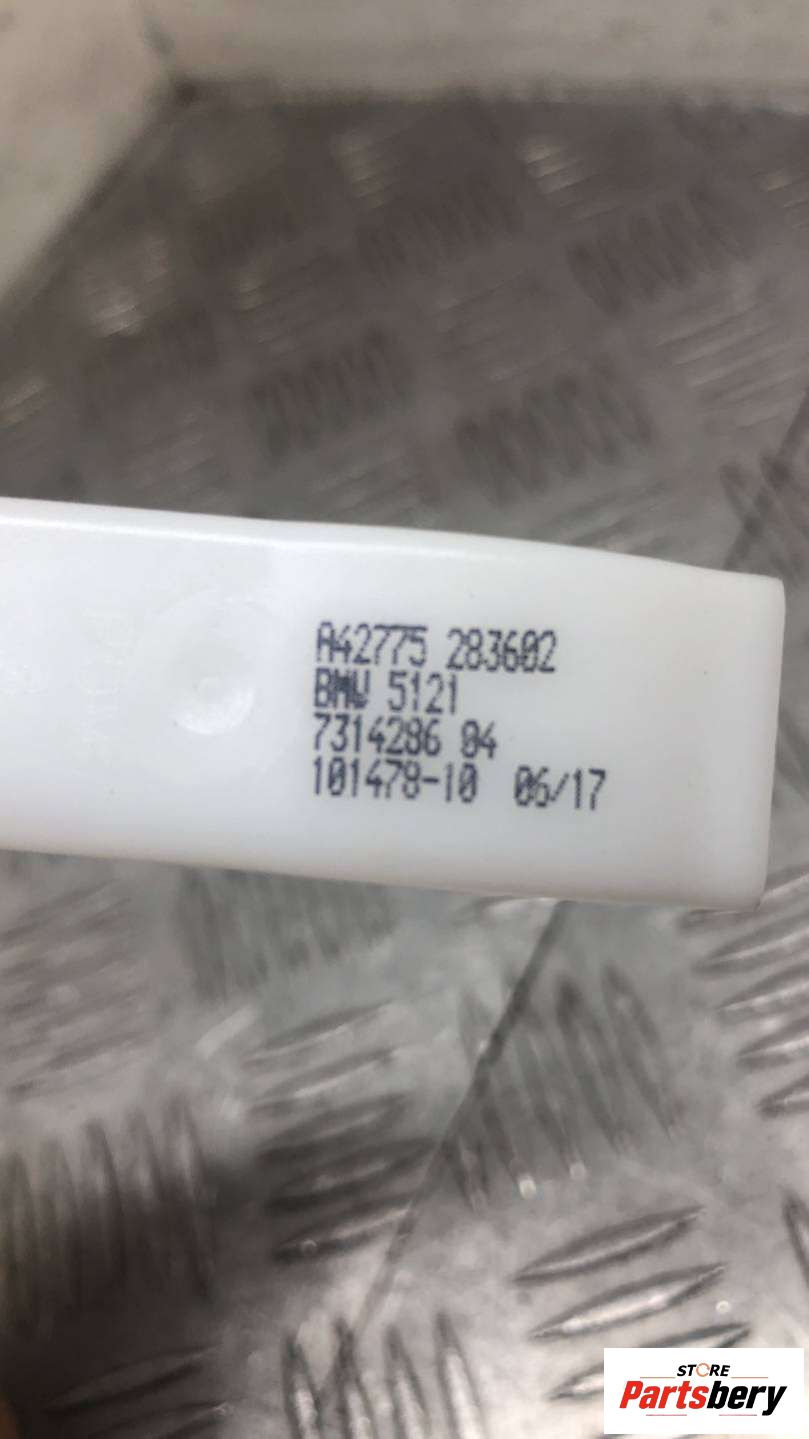 A42775 283602
BMW 5121
7314286 04
101478-10 06/17
STORE
Partsbery